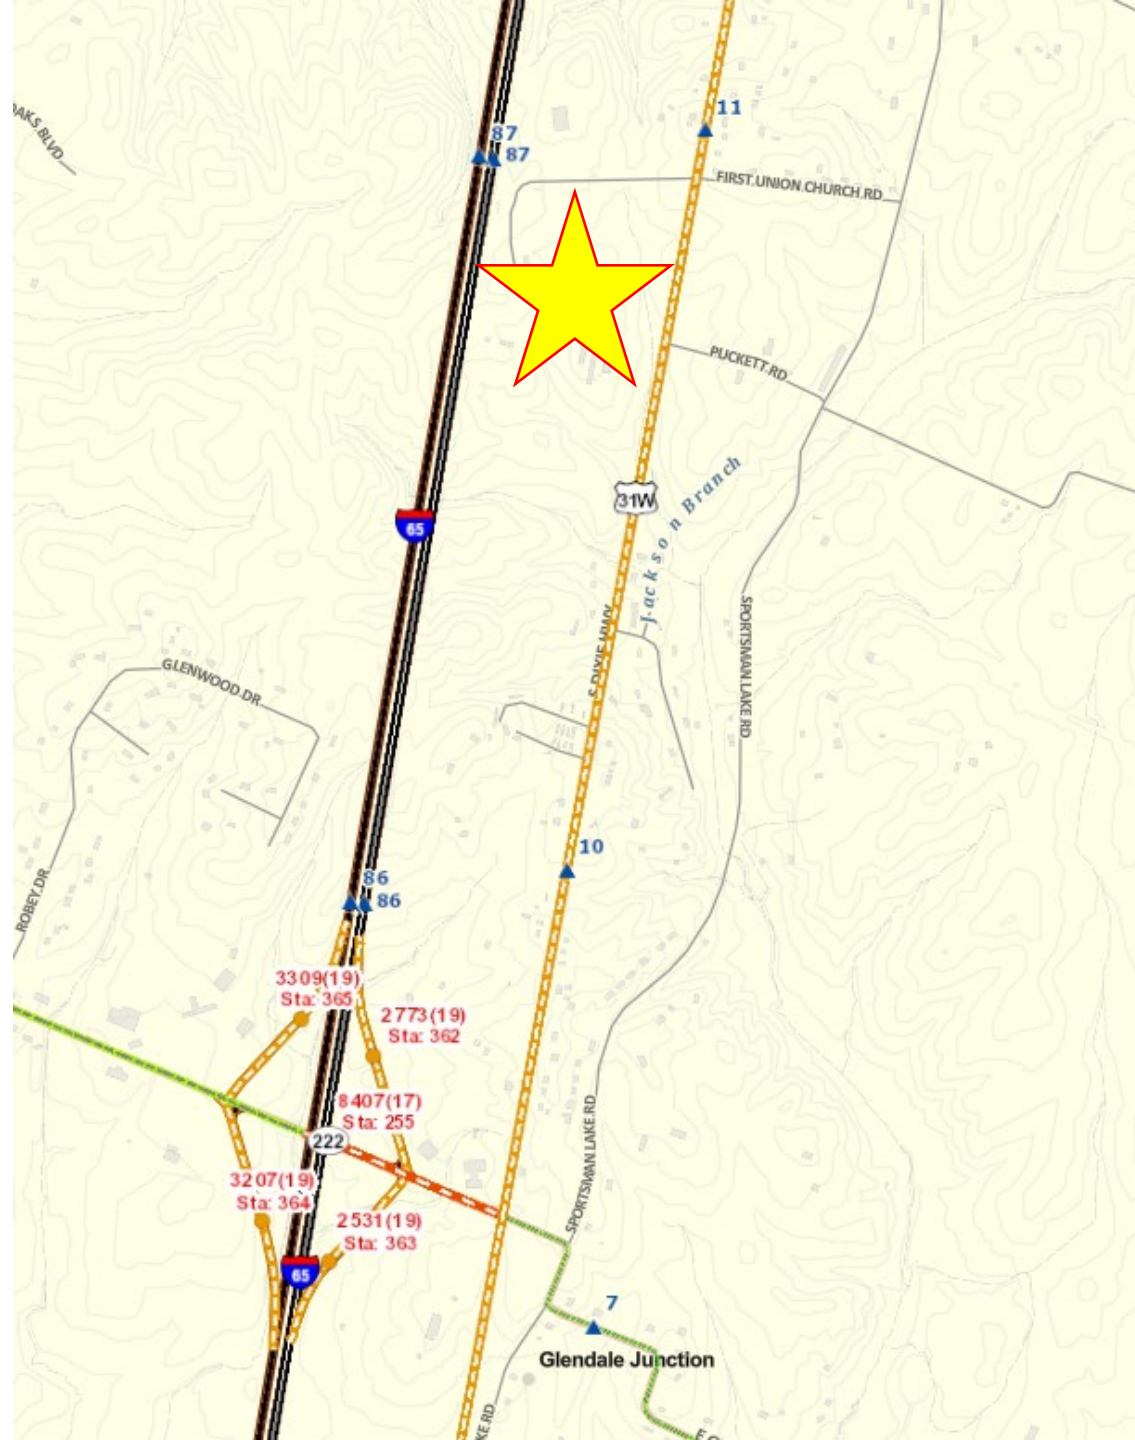 OAKS BLVD
87
87
11
FIRST UNION CHURCH RD
PUCKETT RD
31W
Jackson Branch
65
S DIXIE HWY
SPORTSMAN LAKE RD
GLENWOOD DR
10
86
86
ROBEY DR
3309(19)
Sta: 365
2773(19)
Sta: 362
8407(17)
Sta: 255
222
3207(19)
Sta: 364
2531(19)
Sta: 363
SPORTSMAN LAKE RD
65
7
Glendale Junction
KE RD